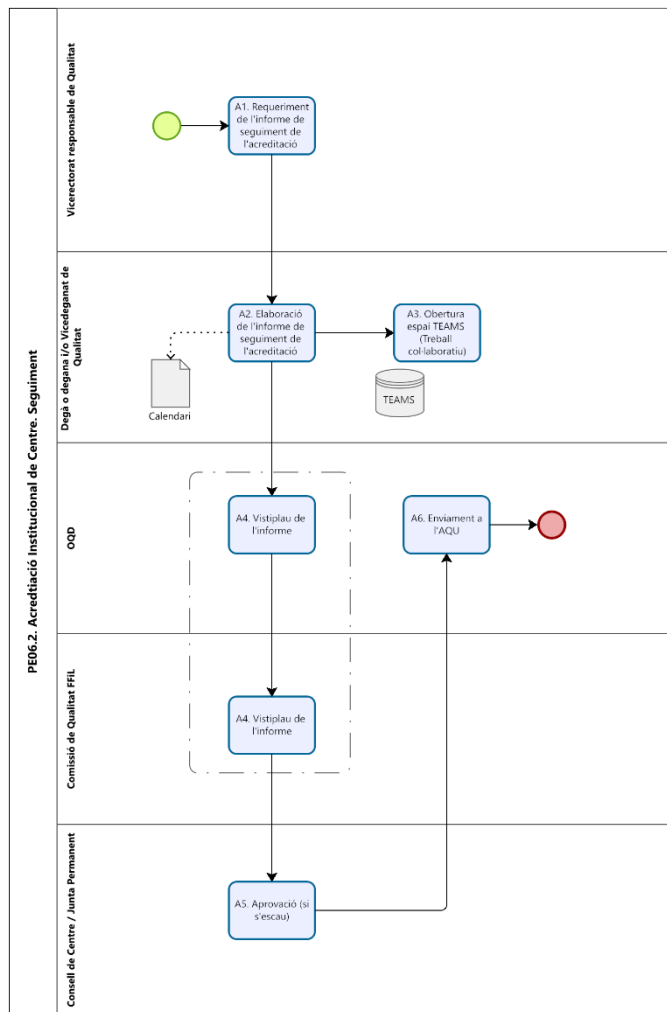 PE06.2. Acredtiació Institucional de Centre. Seguiment
Vicerectorat responsable de Qualitat
A1. Requeriment
de l'informe de
seguiment de
l'acreditació
Degà o degana i/o Vicedeganat de
Qualitat
A2. Elaboració
de l'informe de
seguiment de
l'acreditació
A3. Obertura
espai TEAMS
(Treball
col·laboratiu)
Calendari
TEAMS
OQD
A4. Vistiplau de
l'informe
A6. Enviament a
l'AQU
Comissió de Qualitat FFiL
A4. Vistiplau de
l'informe
Consell de Centre / Junta Permanent
A5. Aprovació (si
s'escau)